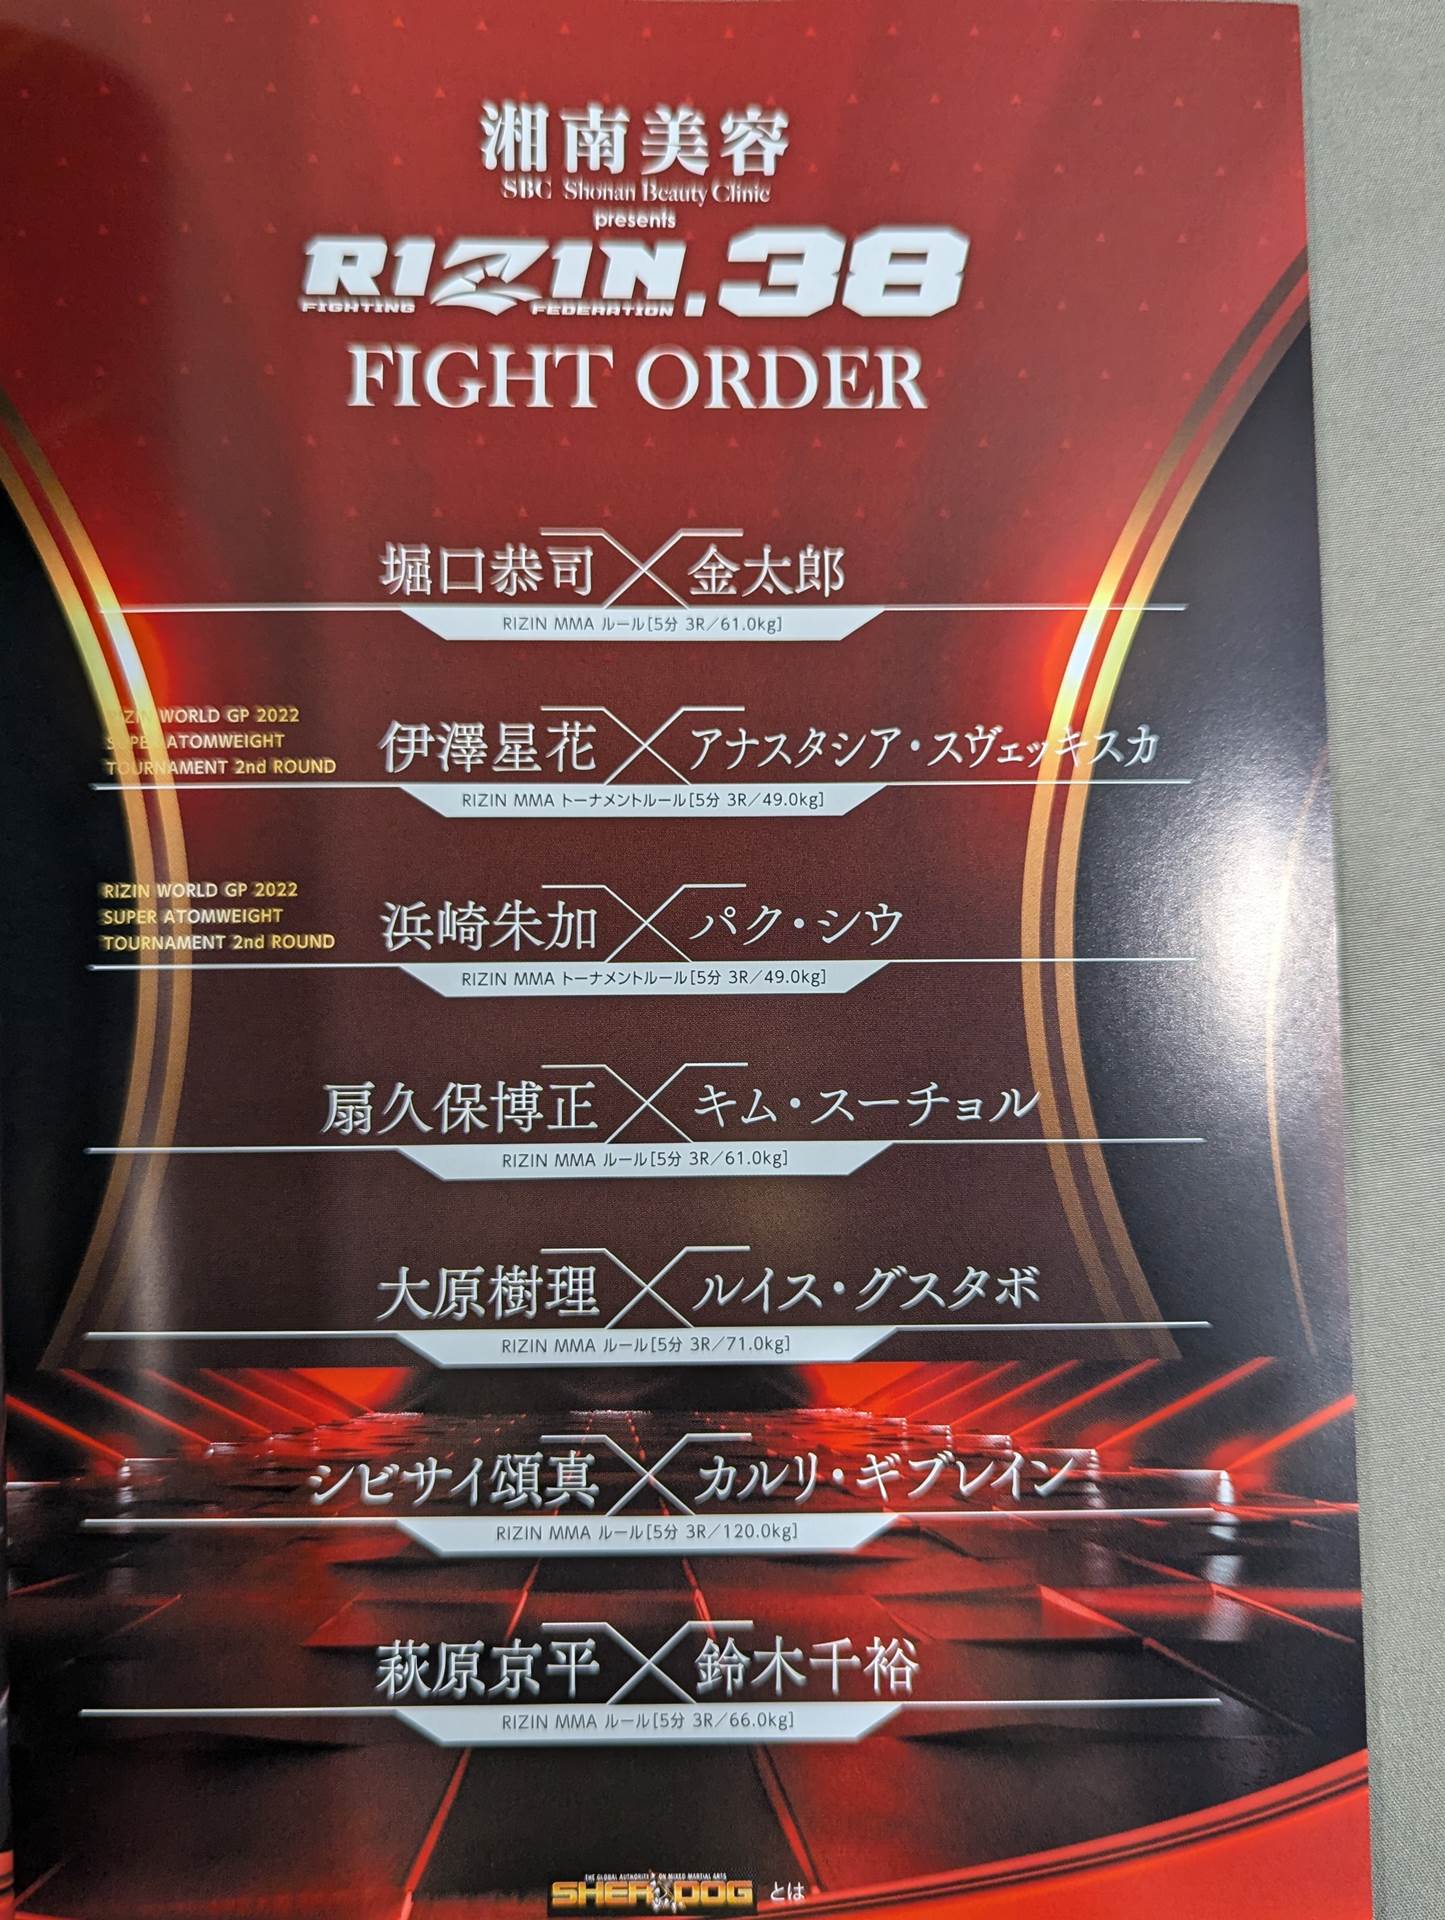 湘南美容
SBC Shonan Beauty Clinic
presents
RIZIN.38
FIGHTING FEDERATION
FIGHT ORDER
堀口恭司 × 金太郎
RIZIN MMA ルール[5分 3R/61.0kg]
RIZIN WORLD GP 2022
SUPER ATOMWEIGHT
TOURNAMENT 2nd ROUND
伊澤星花 × アナスタシア・スヴェッキスカ
RIZIN MMA トーナメントルール[5分 3R/49.0kg]
RIZIN WORLD GP 2022
SUPER ATOMWEIGHT
TOURNAMENT 2nd ROUND
浜崎朱加 × パク・シウ
RIZIN MMA トーナメントルール[5分 3R/49.0kg]
扇久保博正 × キム・スーチョル
RIZIN MMA ルール[5分 3R/61.0kg]
大原樹理 × ルイス・グスタボ
RIZIN MMA ルール[5分 3R/71.0kg]
シビサイ頌真 × カルリ・ギブレイン
RIZIN MMA ルール[5分 3R/120.0kg]
萩原京平 × 鈴木千裕
RIZIN MMA ルール[5分 3R/66.0kg]
THE GLOBAL AUTHORITY ON MIXED MARTIAL ARTS
SHERDOG とは